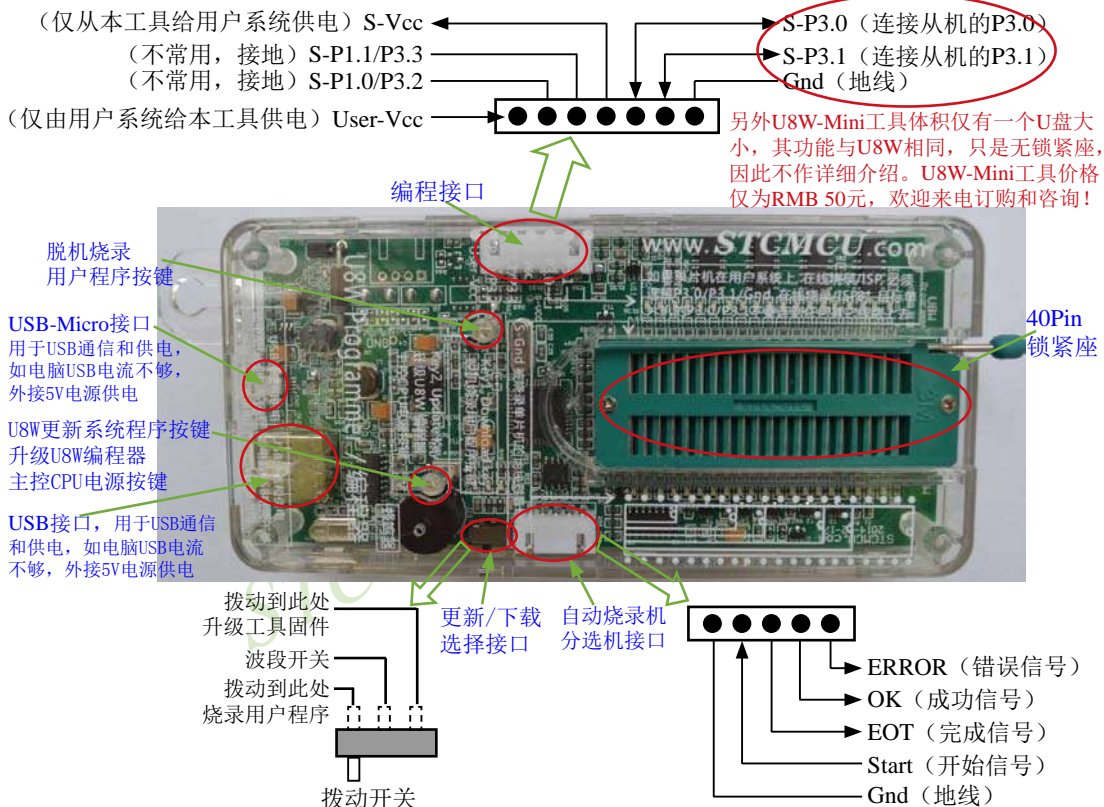 （仅从本工具给用户系统供电）S-Vcc
（不常用，接地）S-P1.1/P3.3
（不常用，接地）S-P1.0/P3.2
（仅由用户系统给本工具供电）User-Vcc
S-P3.0（连接从机的P3.0）
S-P3.1（连接从机的P3.1）
Gnd（地线）
另外U8W-Mini工具体积仅有一个U盘大
小，其功能与U8W相同，只是无锁紧座，
因此不作详细介绍。U8W-Mini工具价格
仅为RMB 50元，欢迎来电订购和咨询！
编程接口
脱机烧录
用户程序按键
USB-Micro接口
用于USB通信和供电，
如电脑USB电流不够，
外接5V电源供电
U8W更新系统程序按键
升级U8W编程器
主控CPU电源按键
USB接口，用于USB通信
和供电，如电脑USB电流
不够，外接5V电源供电
www.STCMCU.com
U8W Programmer
Gnd
40Pin
锁紧座
拨动到此处
升级工具固件
波段开关
拨动到此处
烧录用户程序
拨动开关
更新/下载
选择接口
自动烧录机
分选机接口
ERROR（错误信号）
OK（成功信号）
EOT（完成信号）
Start（开始信号）
Gnd（地线）